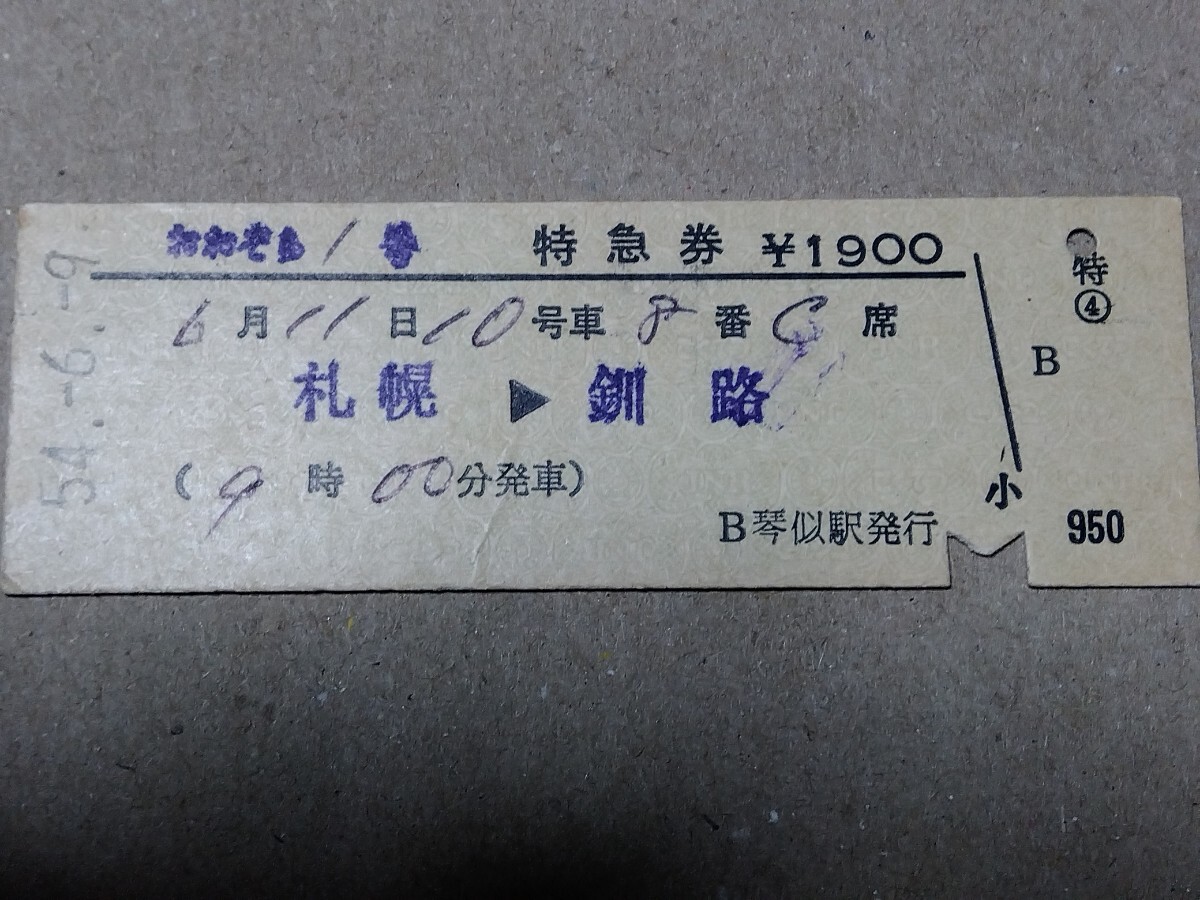 おおぞら1号 特急券 ¥1900
6月11日10号車8番C席
札幌▶釧路
(9時00分発車)
B琴似駅発行
54.-6.-9
小
特
④
B
950